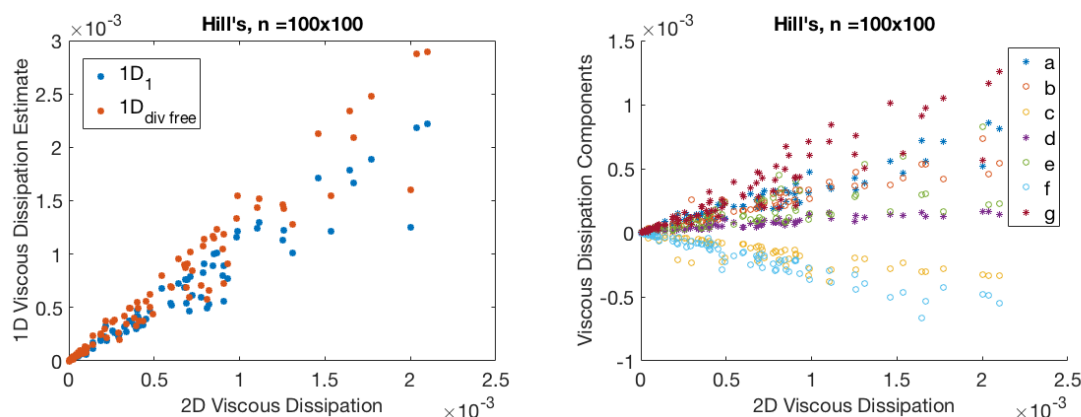 Hill's, n =100x100
×10⁻³
1D Viscous Dissipation Estimate
3
2.5
2
1.5
1
0.5
0
1D₁
1D div free
0
0.5
1
1.5
2
2.5
2D Viscous Dissipation
×10⁻³
Hill's, n =100x100
×10⁻³
Viscous Dissipation Components
1.5
1
0.5
0
-0.5
-1
a
b
c
d
e
f
g
0
0.5
1
1.5
2
2.5
2D Viscous Dissipation
×10⁻³